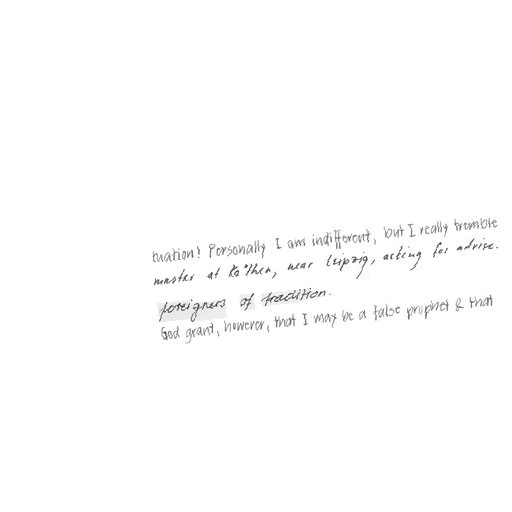 tuation! Personally I am indifferent, but I really tremble
master at Ko"then, near Leipzig, acting for advise.
foreigners of tradition.
God grant, however, that I may be a false prophet & that